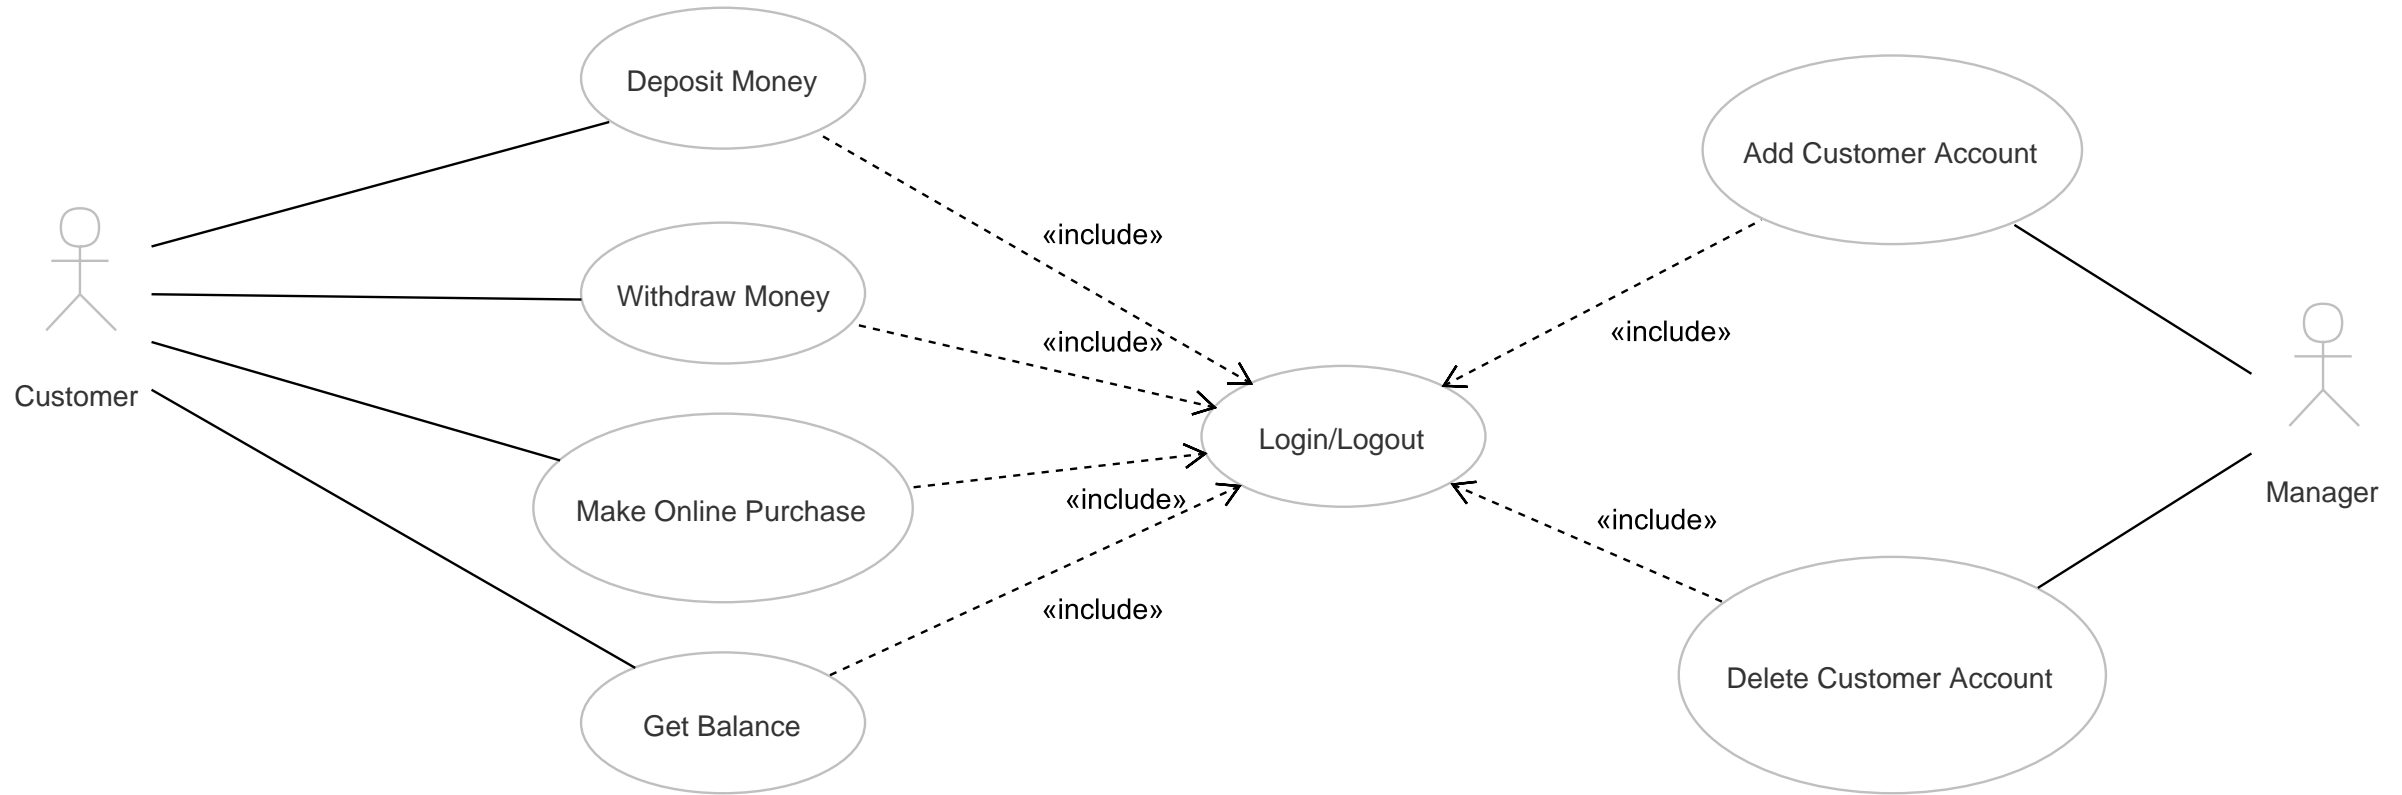 Deposit Money
Add Customer Account
«include»
Withdraw Money
«include»
«include»
Customer
Login/Logout
Manager
«include»
Make Online Purchase
«include»
«include»
Delete Customer Account
Get Balance